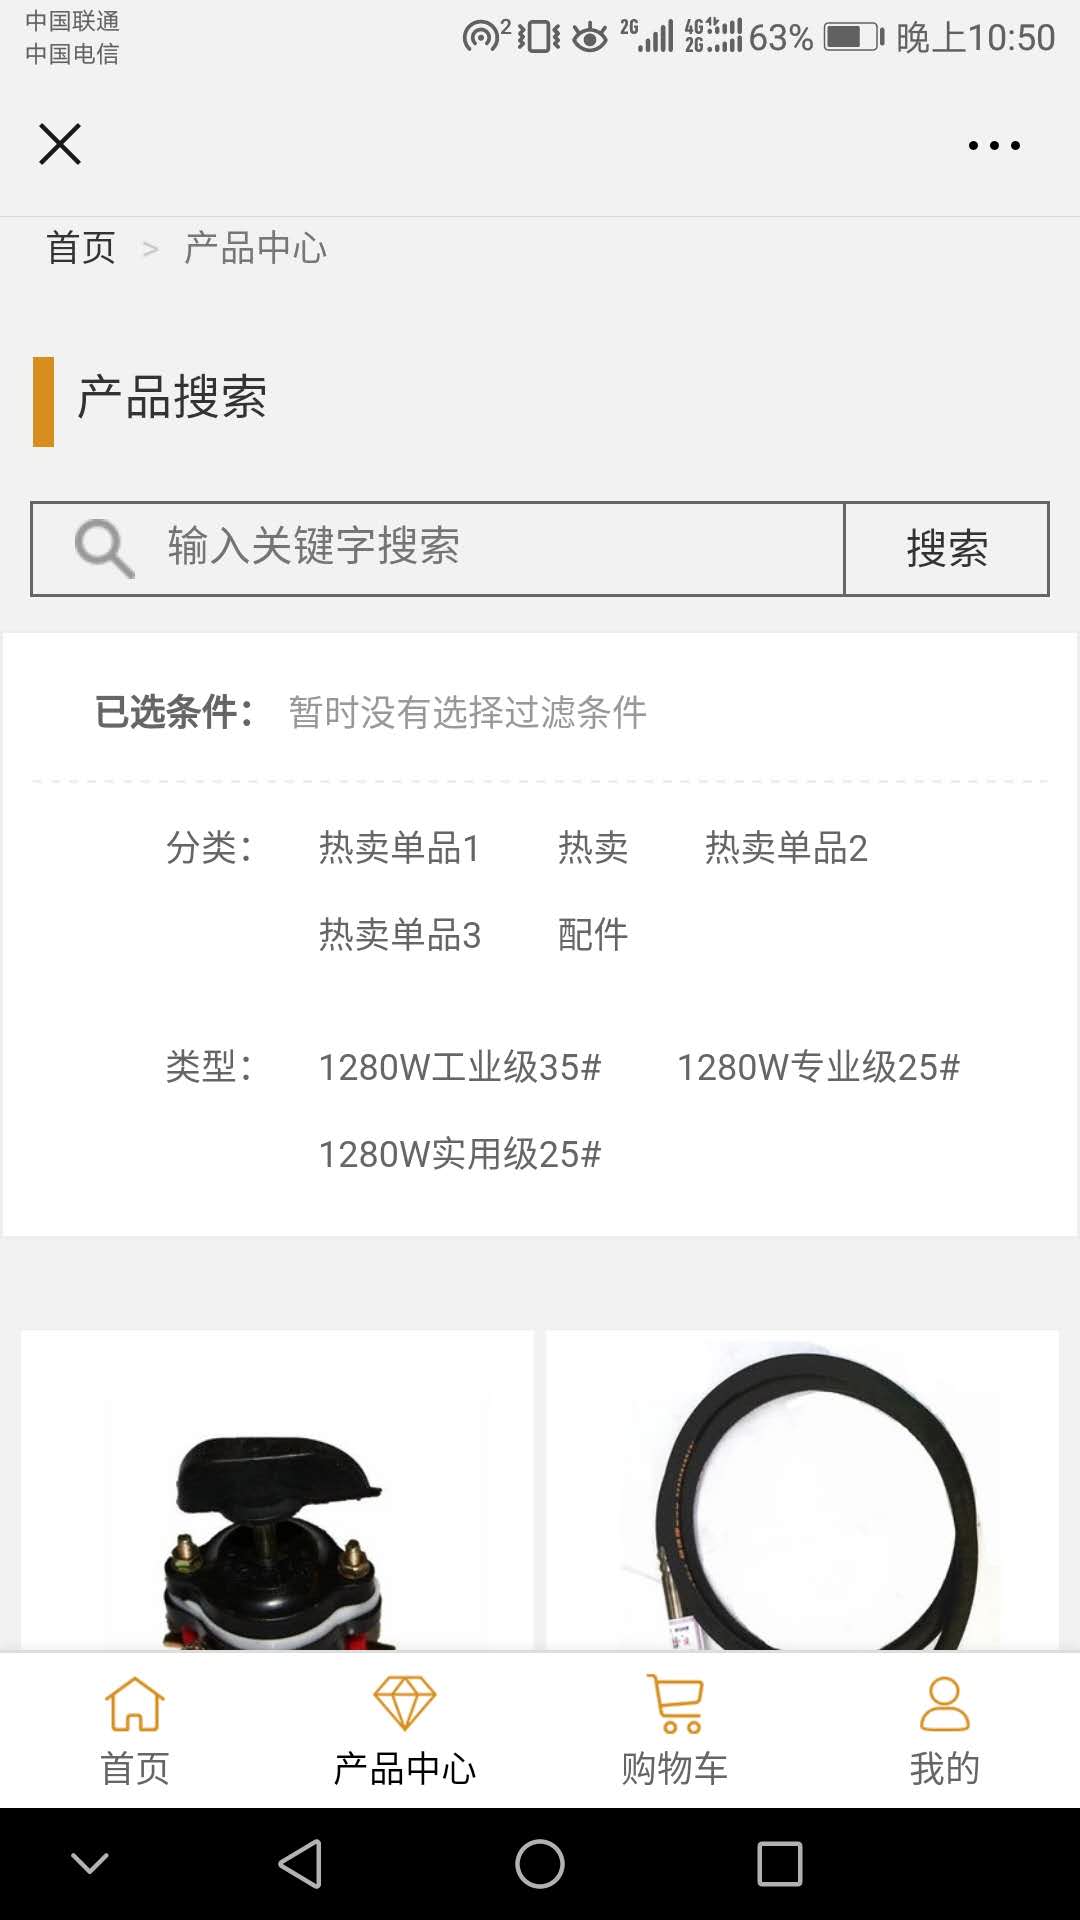 中国联通
中国电信
2 2G 4G 2G 63% 晚上10:50
首页 > 产品中心
产品搜索
输入关键字搜索 搜索
已选条件： 暂时没有选择过滤条件
分类： 热卖单品1 热卖 热卖单品2
热卖单品3 配件
类型： 1280W工业级35# 1280W专业级25#
1280W实用级25#
首页 产品中心 购物车 我的